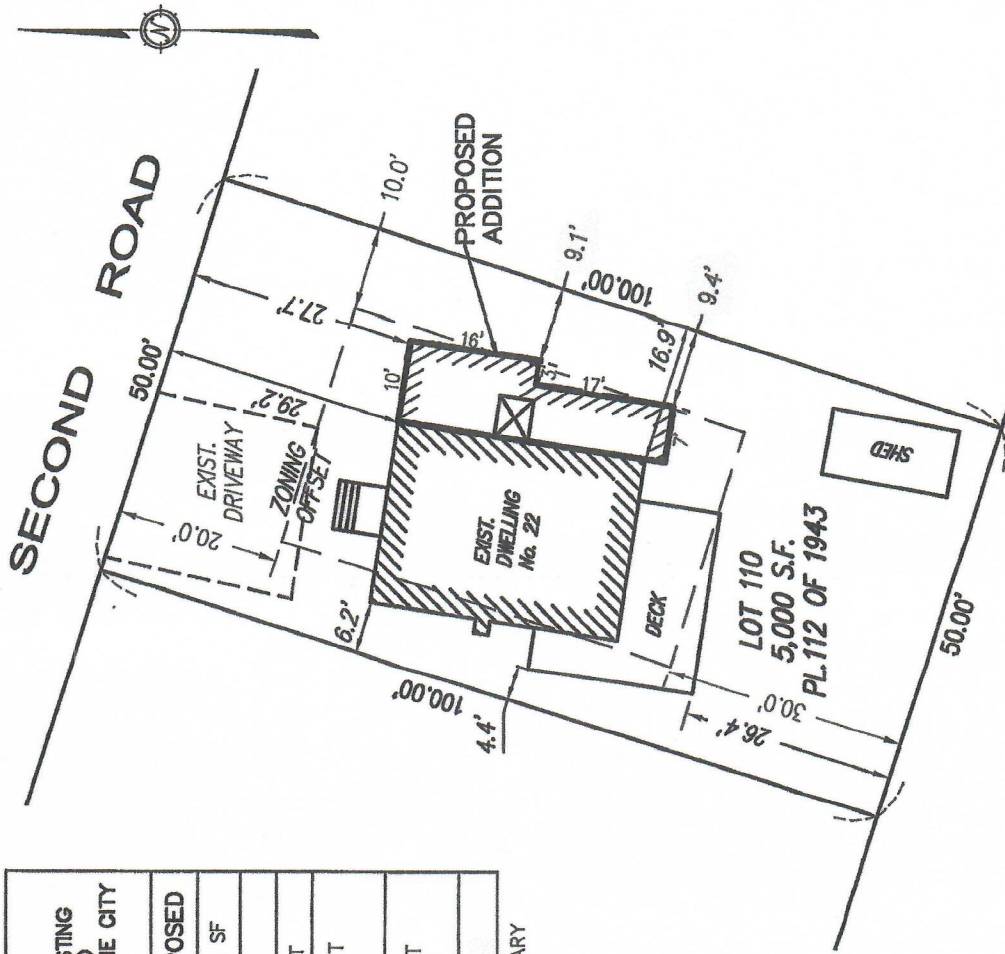 N
SECOND ROAD
50.00'
27.7'
29.2'
10.0'
EXIST.
DRIVEWAY
20.0'
ZONING
OFFSET
PROPOSED
ADDITION
10'
16'
9.1'
3'
17'
100.00'
16.9'
9.4'
7'
6.2'
EXIST.
DWELLING
No. 22
DECK
100.00'
4.4'
LOT 110
5,000 S.F.
PL.112 OF 1943
SHED
30.0'
26.4'
50.00'
STING
HE CITY
POSED
SF
T
T
T
ARY